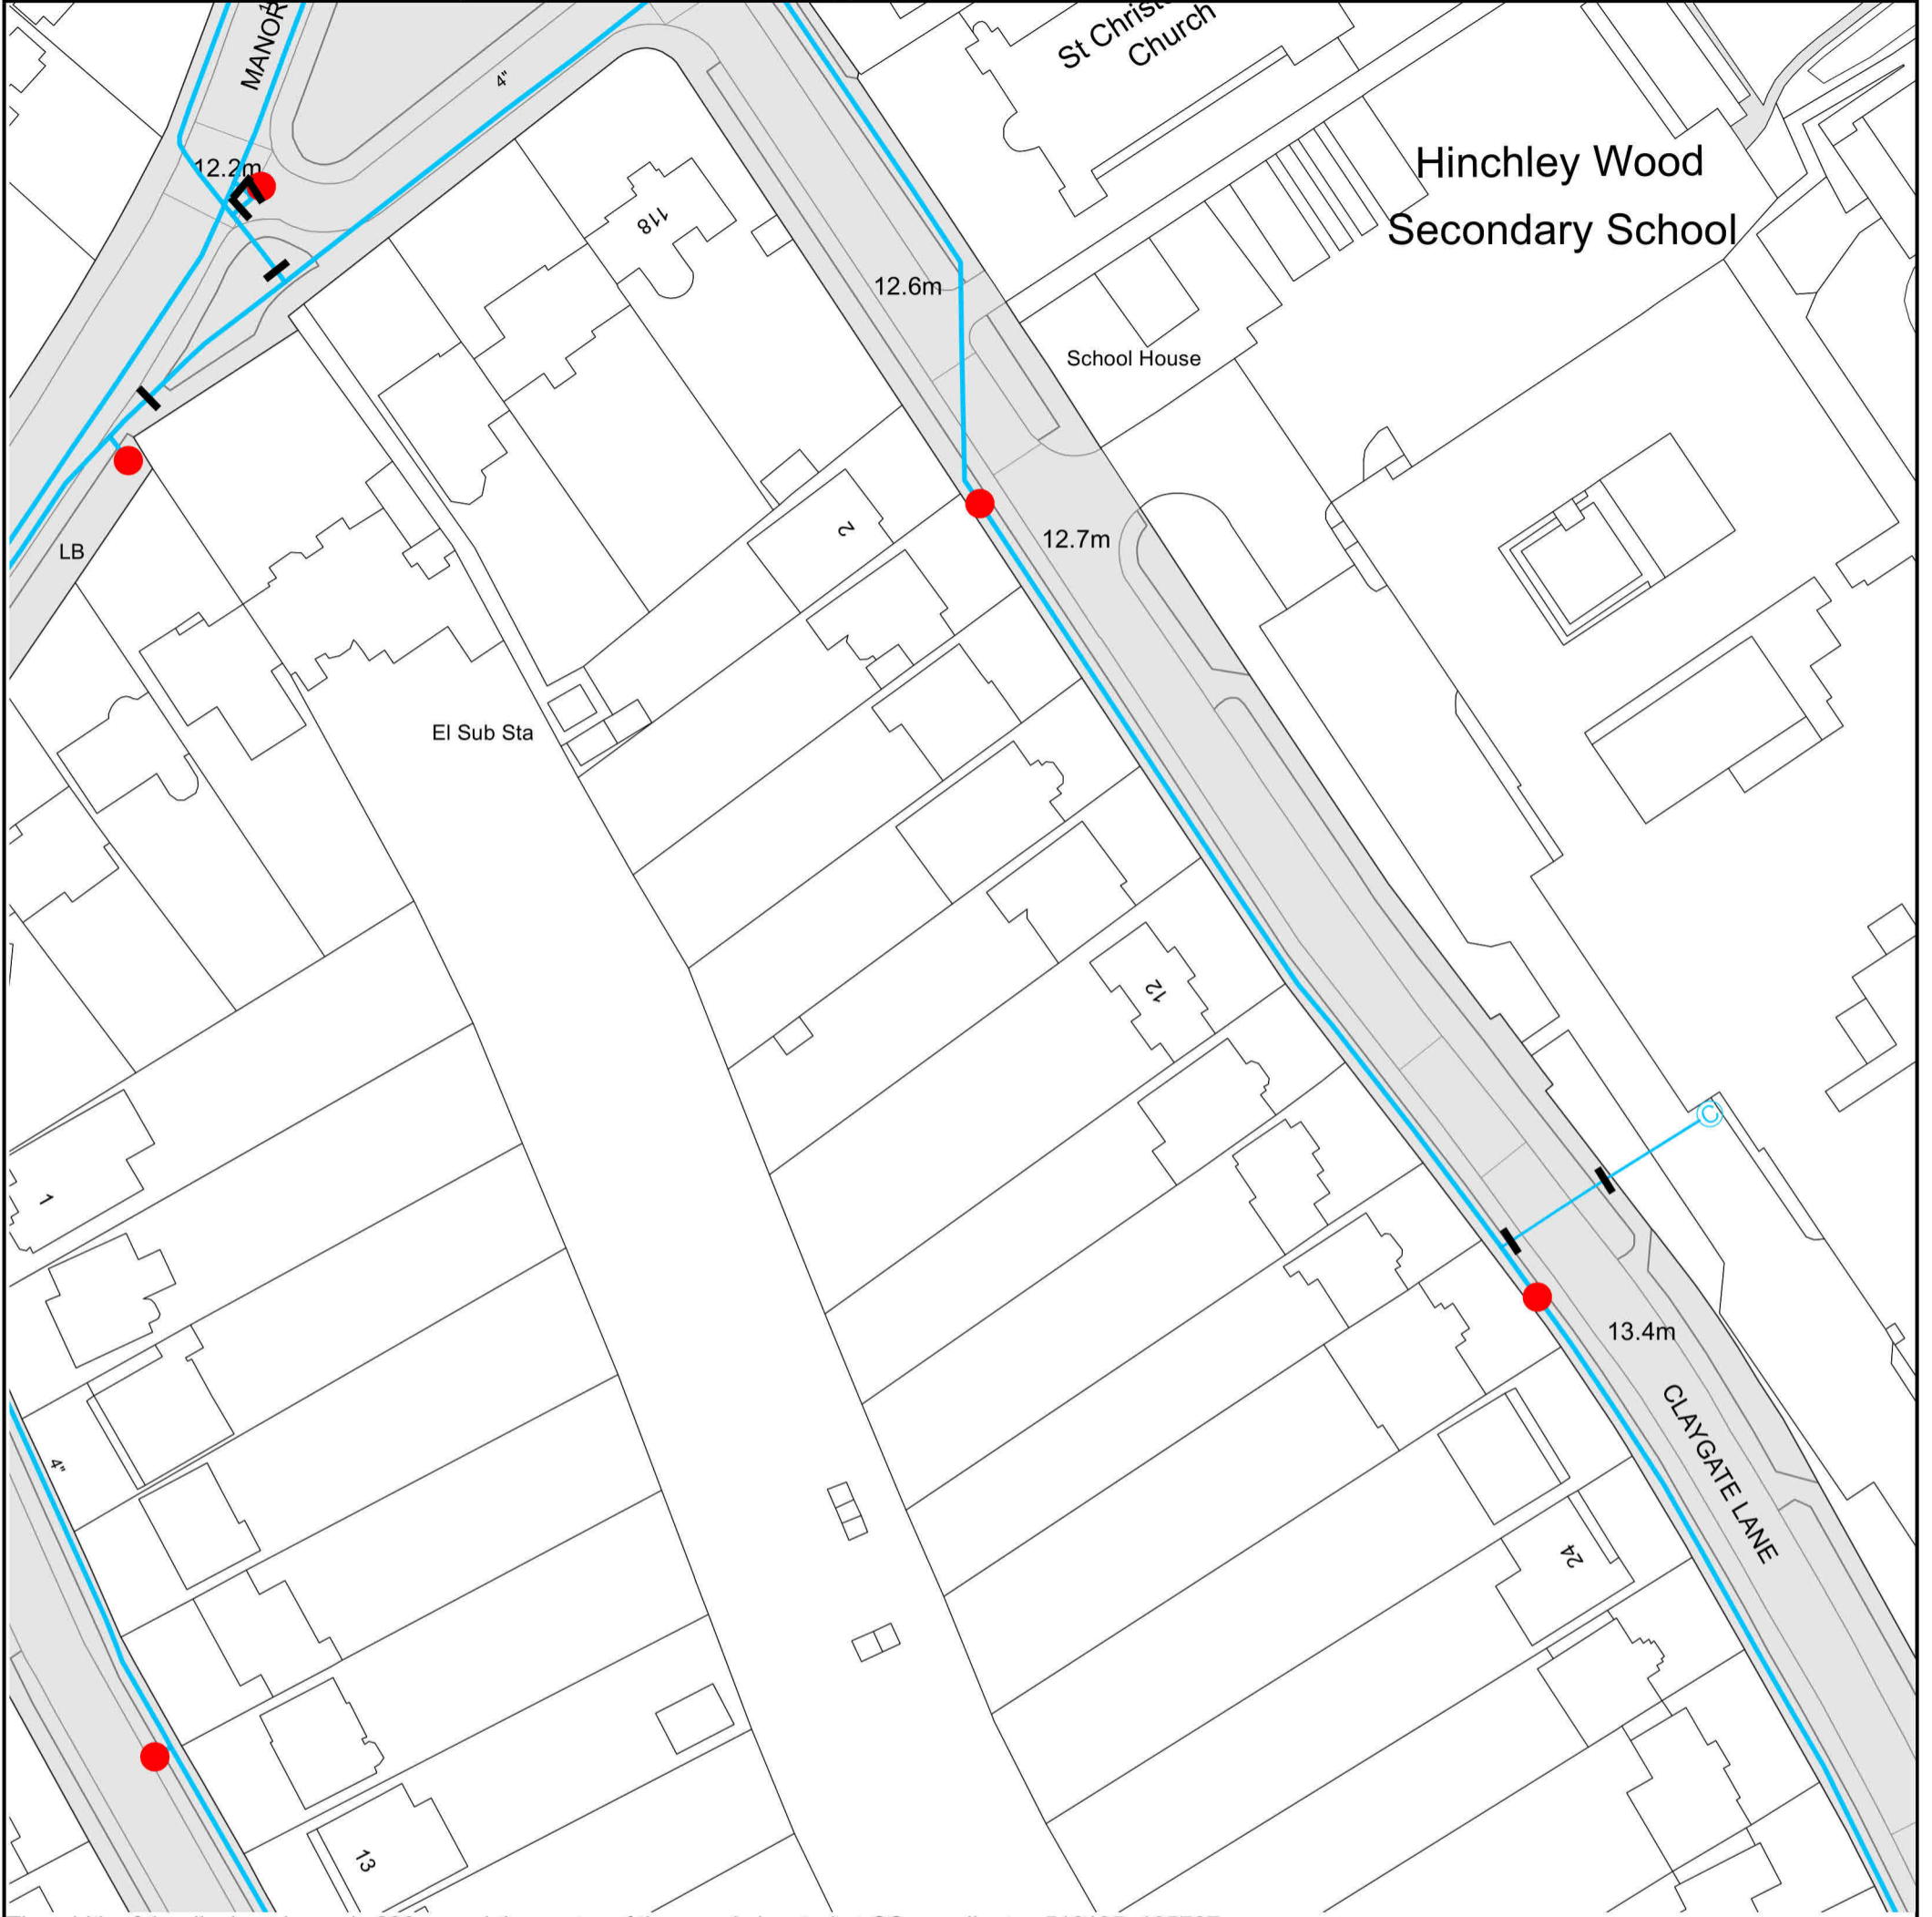 MANOR
St Christ
Church
4"
12.2m
Hinchley Wood
Secondary School
118
12.6m
School House
2
12.7m
LB
El Sub Sta
12
©
1
13.4m
CLAYGATE LANE
4"
24
13